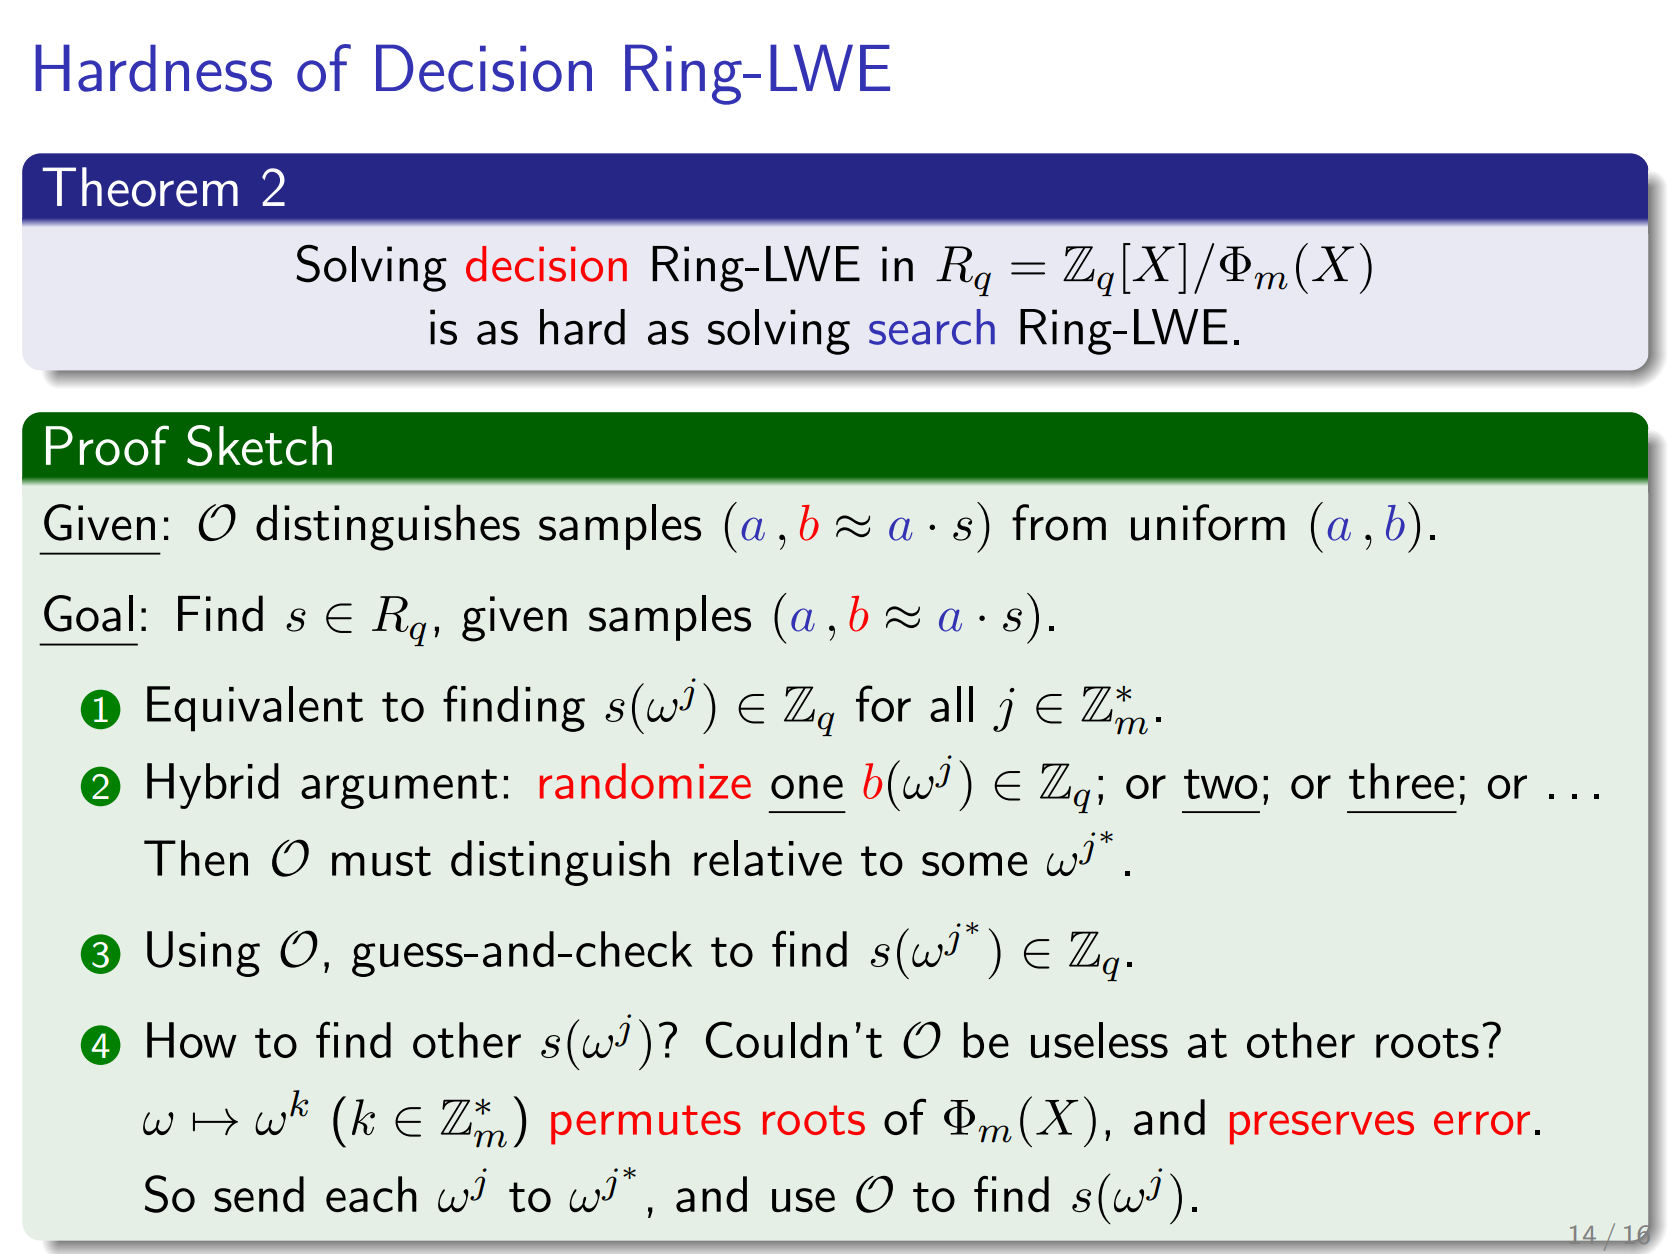 Hardness of Decision Ring-LWE
Theorem 2
Solving decision Ring-LWE in $R_q = \mathbb{Z}_q[X]/\Phi_m(X)$
is as hard as solving search Ring-LWE.
Proof Sketch
Given: $\mathcal{O}$ distinguishes samples $(a , b \approx a \cdot s)$ from uniform $(a , b)$.
Goal: Find $s \in R_q$, given samples $(a , b \approx a \cdot s)$.
1 Equivalent to finding $s(\omega^j) \in \mathbb{Z}_q$ for all $j \in \mathbb{Z}_m^*$.
2 Hybrid argument: randomize one $b(\omega^j) \in \mathbb{Z}_q$; or two; or three; or . . .
Then $\mathcal{O}$ must distinguish relative to some $\omega^{j^*}$.
3 Using $\mathcal{O}$, guess-and-check to find $s(\omega^{j^*}) \in \mathbb{Z}_q$.
4 How to find other $s(\omega^j)$? Couldn't $\mathcal{O}$ be useless at other roots?
$\omega \mapsto \omega^k$ ($k \in \mathbb{Z}_m^*$) permutes roots of $\Phi_m(X)$, and preserves error.
So send each $\omega^j$ to $\omega^{j^*}$, and use $\mathcal{O}$ to find $s(\omega^j)$.
14 / 16